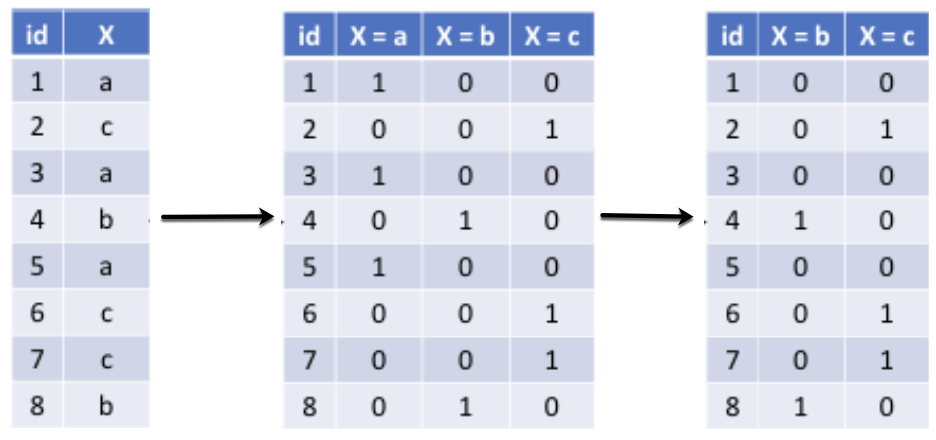 id X
1 a
2 c
3 a
4 b
5 a
6 c
7 c
8 b
id X = a X = b X = c
1 1 0 0
2 0 0 1
3 1 0 0
4 0 1 0
5 1 0 0
6 0 0 1
7 0 0 1
8 0 1 0
id X = b X = c
1 0 0
2 0 1
3 0 0
4 1 0
5 0 0
6 0 1
7 0 1
8 1 0